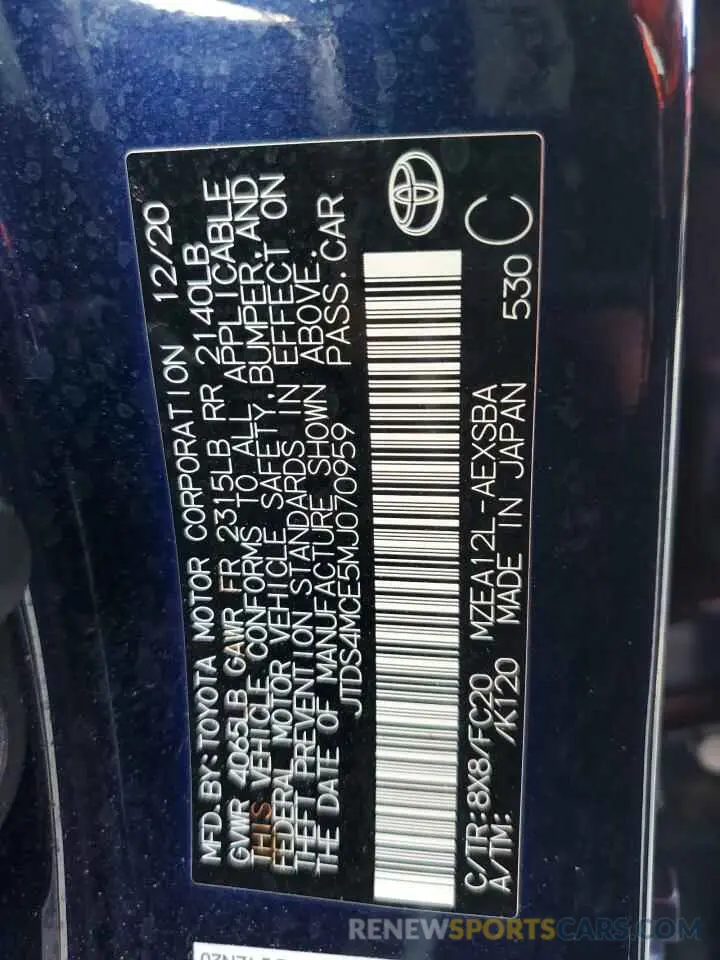 MFD.BY:TOYOTA MOTOR CORPORATION 12/20
GVWR 4065LB GAWR FR 2315LB RR 2140LB
THIS VEHICLE CONFORMS TO ALL APPLICABLE
FEDERAL MOTOR VEHICLE SAFETY,BUMPER,AND
THEFT PREVENTION STANDARDS IN EFFECT ON
THE DATE OF MANUFACTURE SHOWN ABOVE.
JTDS4MCE5MJ070959 PASS.CAR
C/TR:8X8/FC20 MZEA12L-AEXSBA
A/TM: /K120 MADE IN JAPAN 530 C
RENEWSPORTSCARS.COM